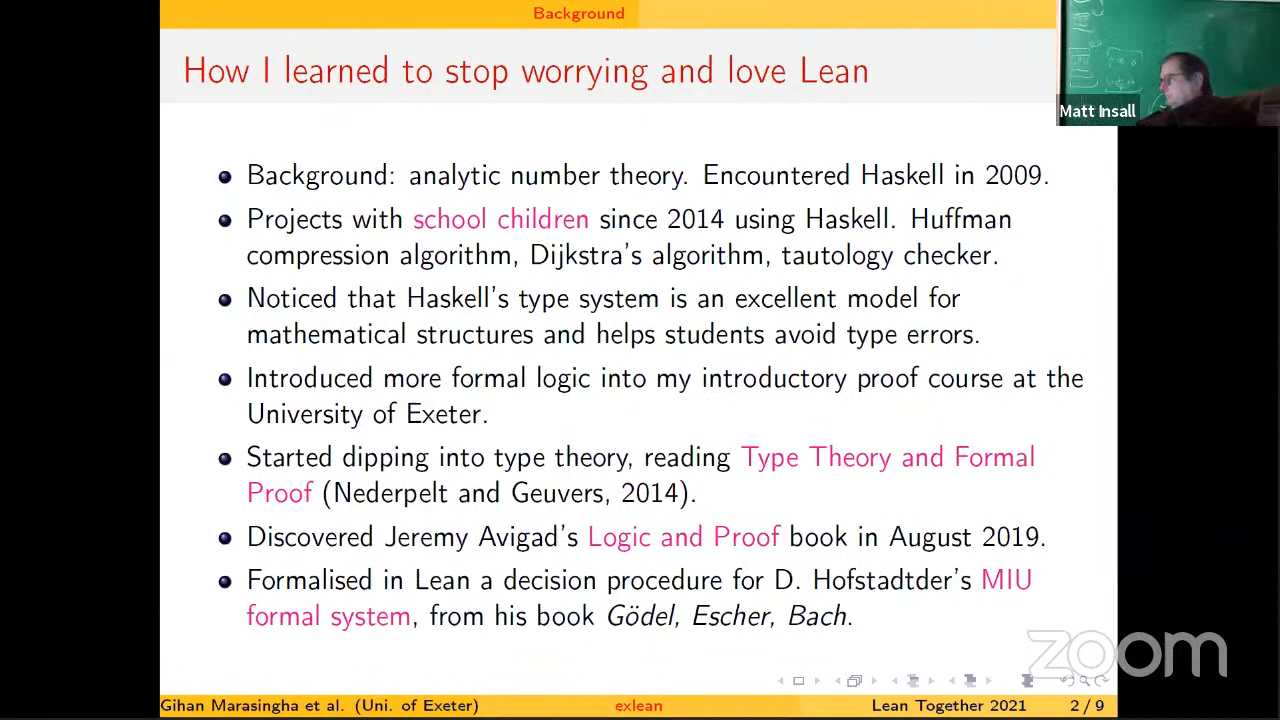 Background
How I learned to stop worrying and love Lean
Matt Insall
Background: analytic number theory. Encountered Haskell in 2009.
Projects with school children since 2014 using Haskell. Huffman
compression algorithm, Dijkstra's algorithm, tautology checker.
Noticed that Haskell's type system is an excellent model for
mathematical structures and helps students avoid type errors.
Introduced more formal logic into my introductory proof course at the
University of Exeter.
Started dipping into type theory, reading Type Theory and Formal
Proof (Nederpelt and Geuvers, 2014).
Discovered Jeremy Avigad's Logic and Proof book in August 2019.
Formalised in Lean a decision procedure for D. Hofstadtder's MIU
formal system, from his book Gödel, Escher, Bach.
zoom
Gihan Marasingha et al. (Uni. of Exeter) exlean Lean Together 2021 2 / 9